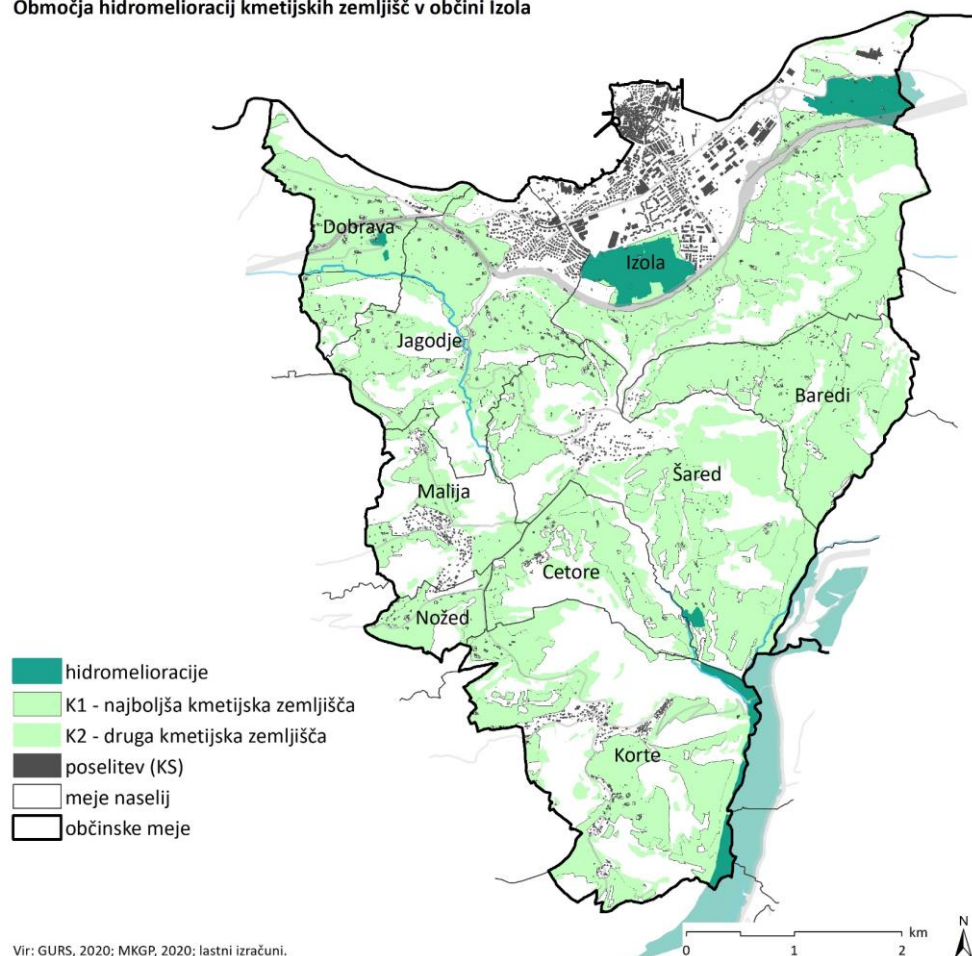 Območja hidromelioracij kmetijskih zemljišč v občini Izola
Dobrava
Izola
Jagodje
Baredi
Šared
Malija
Cetore
Nožed
Korte
hidromelioracije
K1 - najboljša kmetijska zemljišča
K2 - druga kmetijska zemljišča
poselitev (KS)
meje naselij
občinske meje
Vir: GURS, 2020; MKGP, 2020; lastni izračuni.
km
0 1 2
N